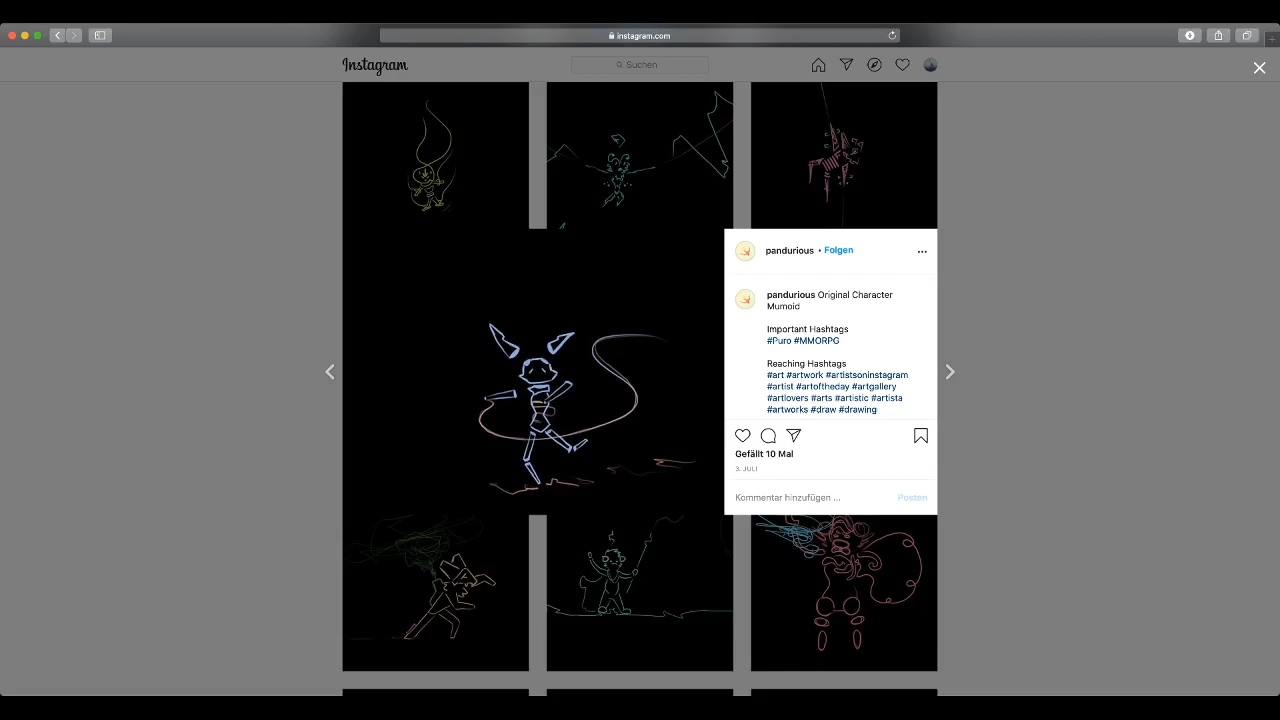 instagram.com
Instagram
Suchen
pandurious • Folgen
pandurious Original Character
Mumoid
Important Hashtags
#Puro #MMORPG
Reaching Hashtags
#art #artwork #artistsoninstagram
#artist #artoftheday #artgallery
#artlovers #arts #artistic #artista
#artworks #draw #drawing
Gefällt 10 Mal
3. JULI
Kommentar hinzufügen ...
Posten